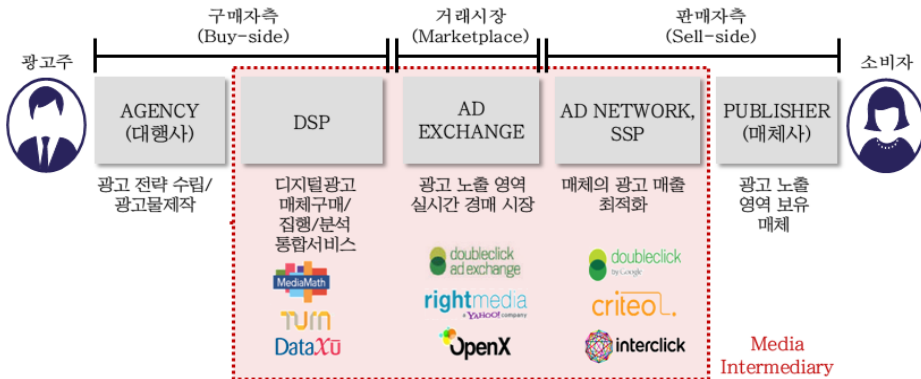 구매자측
(Buy-side)
거래시장
(Marketplace)
판매자측
(Sell-side)
광고주
소비자
AGENCY
(대행사)
DSP
AD
EXCHANGE
AD NETWORK,
SSP
PUBLISHER
(매체사)
광고 전략 수립/
광고물제작
디지털광고
매체구매/
집행/분석
통합서비스
광고 노출 영역
실시간 경매 시장
매체의 광고 매출
최적화
광고 노출
영역 보유
매체
MediaMath
TURN
DataXu
doubleclick
ad exchange
rightmedia
a YAHOO! company
OpenX
doubleclick
by Google
criteo
interclick
Media
Intermediary